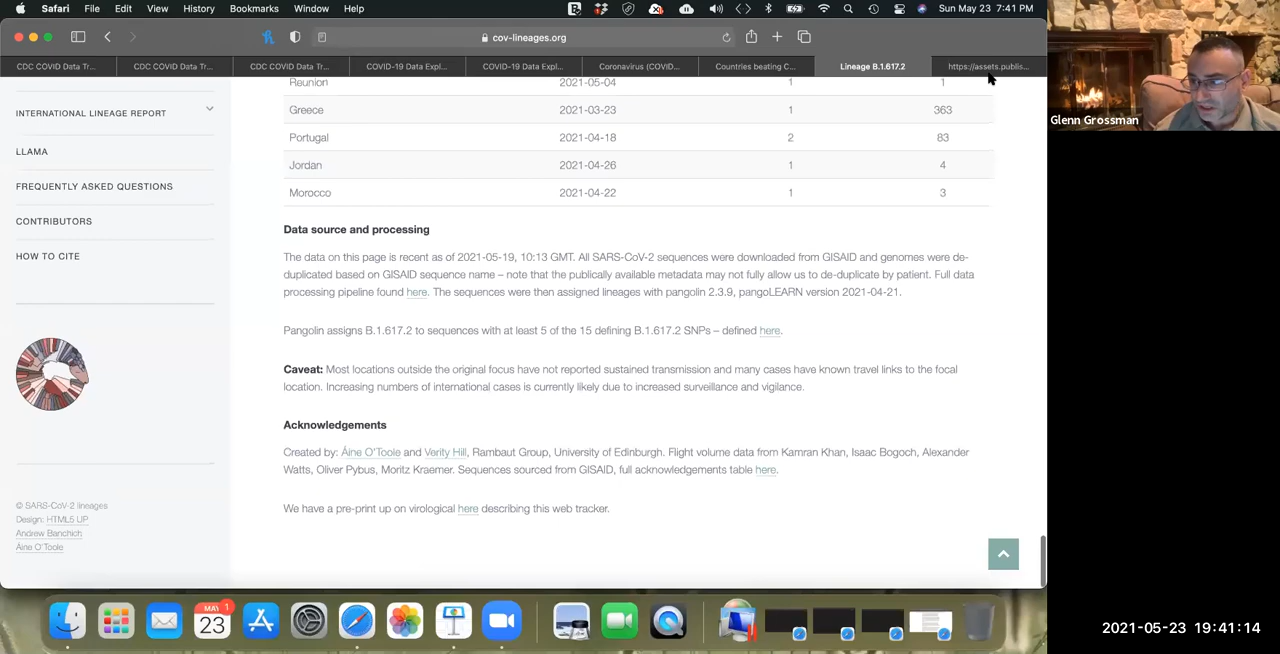 Safari File Edit View History Bookmarks Window Help Sun May 23 7:41 PM
cov-lineages.org
CDC COVID Data Tr... CDC COVID Data Tr... CDC COVID Data Tr... COVID-19 Data Expl... COVID-19 Data Expl... Coronavirus (COVID... Countries beating C... Lineage B.1.617.2 https://assets.publis...
INTERNATIONAL LINEAGE REPORT
LLAMA
FREQUENTLY ASKED QUESTIONS
CONTRIBUTORS
HOW TO CITE
© SARS-CoV-2 lineages
Design: HTML5 UP
Andrew Banchich
Áine O'Toole
Reunion 2021-05-04 1 1
Greece 2021-03-23 1 363
Portugal 2021-04-18 2 83
Jordan 2021-04-26 1 4
Morocco 2021-04-22 1 3
Data source and processing
The data on this page is recent as of 2021-05-19, 10:13 GMT. All SARS-CoV-2 sequences were downloaded from GISAID and genomes were de-
duplicated based on GISAID sequence name – note that the publically available metadata may not fully allow us to de-duplicate by patient. Full data
processing pipeline found here. The sequences were then assigned lineages with pangolin 2.3.9, pangoLEARN version 2021-04-21.
Pangolin assigns B.1.617.2 to sequences with at least 5 of the 15 defining B.1.617.2 SNPs – defined here.
Caveat: Most locations outside the original focus have not reported sustained transmission and many cases have known travel links to the focal
location. Increasing numbers of international cases is currently likely due to increased surveillance and vigilance.
Acknowledgements
Created by: Áine O'Toole and Verity Hill, Rambaut Group, University of Edinburgh. Flight volume data from Kamran Khan, Isaac Bogoch, Alexander
Watts, Oliver Pybus, Moritz Kraemer. Sequences sourced from GISAID, full acknowledgements table here.
We have a pre-print up on virological here describing this web tracker.
Glenn Grossman
MAY 1
23
2021-05-23 19:41:14